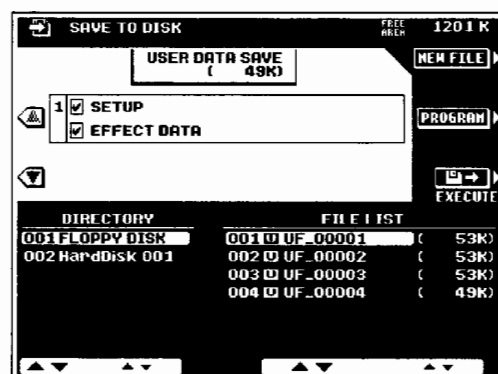 SAVE TO DISK FREE AREA 1201 K
USER DATA SAVE
( 49K)
NEW FILE
1 SETUP
EFFECT DATA
PROGRAM
EXECUTE
DIRECTORY FILE LIST
001 FLOPPY DISK 001 U UF_00001 ( 53K)
002 HardDisk 001 002 U UF_00002 ( 53K)
003 U UF_00003 ( 53K)
004 U UF_00004 ( 49K)